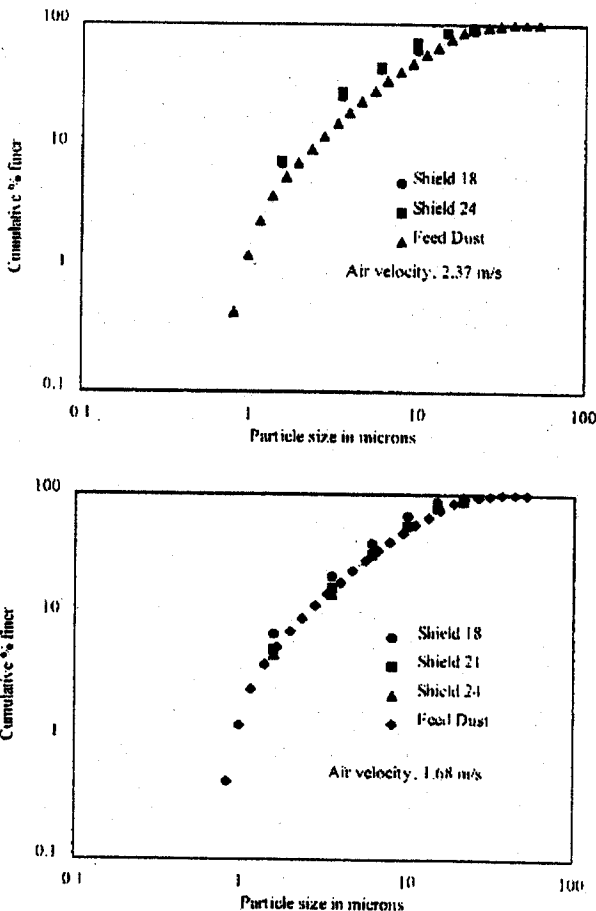 100
10
1
0.1
Cumulative % finer
Shield 18
Shield 24
Feed Dust
Air velocity, 2.37 m/s
0.1 1 10 100
Particle size in microns
100
10
1
0.1
Cumulative % finer
Shield 18
Shield 21
Shield 24
Feed Dust
Air velocity, 1.68 m/s
0.1 1 10 100
Particle size in microns